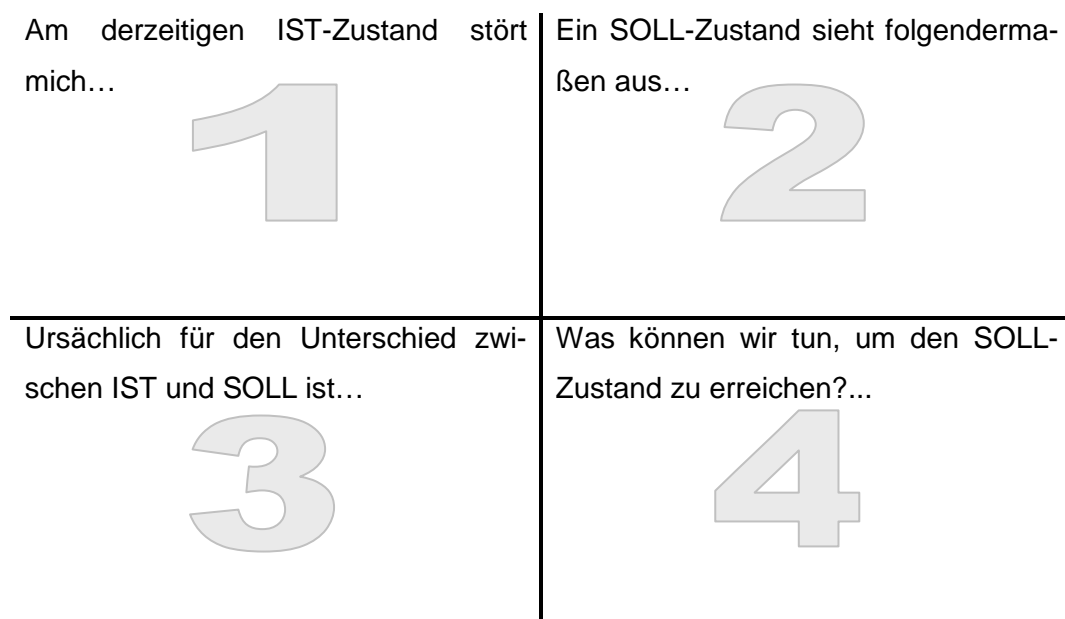 Am derzeitigen IST-Zustand stört
mich…
1
Ein SOLL-Zustand sieht folgenderma-
ßen aus…
2
Ursächlich für den Unterschied zwi-
schen IST und SOLL ist…
3
Was können wir tun, um den SOLL-
Zustand zu erreichen?...
4